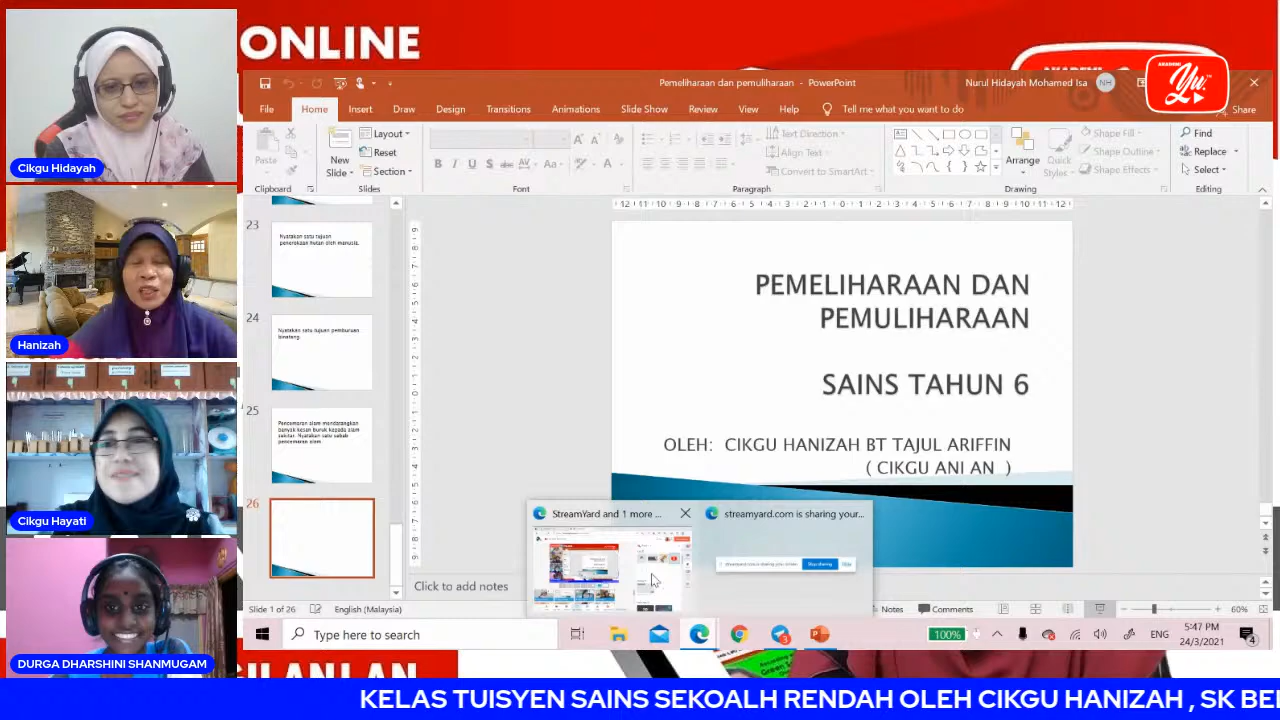 ONLINE
Cikgu Hidayah
Hanizah
Cikgu Hayati
DURGA DHARSHINI SHANMUGAM
Pemeliharaan dan pemuliharaan - PowerPoint
Nurul Hidayah Mohamed Isa
NH
AKADEMI
Yu
File Home Insert Draw Design Transitions Animations Slide Show Review View Help Tell me what you want to do
Share
Paste
New Slide
Layout
Reset
Section
Text Direction
Align Text
Convert to SmartArt
Arrange
Quick Styles
Shape Fill
Shape Outline
Shape Effects
Find
Replace
Select
Clipboard Slides Font Paragraph Drawing Editing
23
Nyatakan satu tujuan
penerokaan hutan oleh manusia.
24
Nyatakan satu tujuan pemburuan
binatang
25
Pencemaran alam mendatangkan
banyak kesan buruk kepada alam
sekitar. Nyatakan satu sebab
pencemaran alam
26
PEMELIHARAAN DAN
PEMULIHARAAN
SAINS TAHUN 6
OLEH: CIKGU HANIZAH BT TAJUL ARIFFIN
( CIKGU ANI AN )
StreamYard and 1 more ...
streamyard.com is sharing your...
Stop sharing
Hide
Click to add notes
Slide 1 of 26
English (Malaysia)
Notes
Comments
60%
Type here to search
100%
ENG
5:47 PM
24/3/2021
KELAS TUISYEN SAINS SEKOALH RENDAH OLEH CIKGU HANIZAH , SK BE